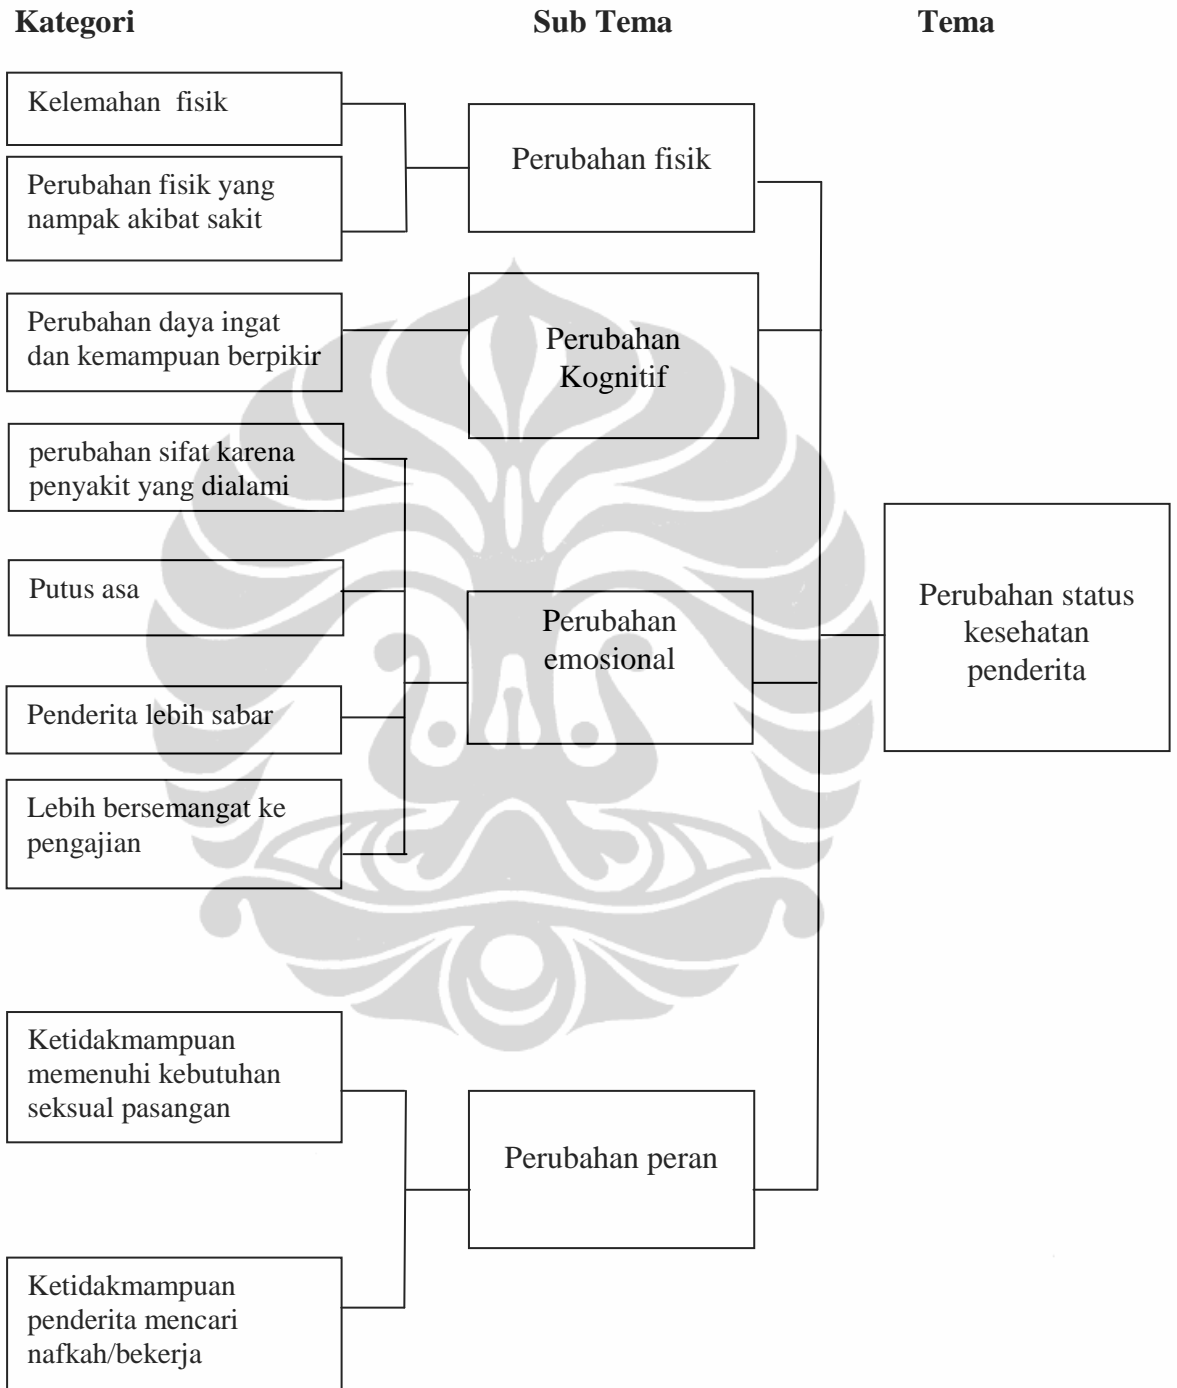 Kategori
Sub Tema
Tema
Kelemahan fisik
Perubahan fisik yang
nampak akibat sakit
Perubahan fisik
Perubahan daya ingat
dan kemampuan berpikir
Perubahan
Kognitif
perubahan sifat karena
penyakit yang dialami
Putus asa
Penderita lebih sabar
Lebih bersemangat ke
pengajian
Perubahan
emosional
Ketidakmampuan
memenuhi kebutuhan
seksual pasangan
Ketidakmampuan
penderita mencari
nafkah/bekerja
Perubahan peran
Perubahan status
kesehatan
penderita